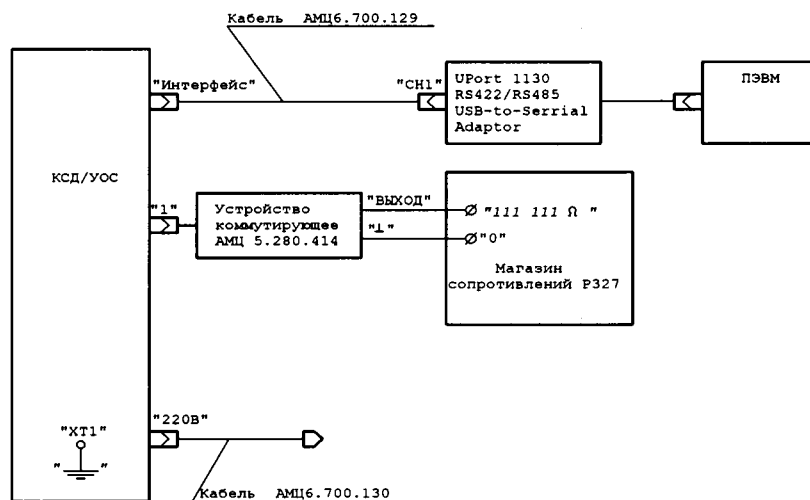 Кабель АМЦ6.700.129
"Интерфейс"
"CH1"
UPort 1130
RS422/RS485
USB-to-Serrial
Adaptor
ПЭВМ
КСД/УОС
"1"
Устройство
коммутирующее
АМЦ 5.280.414
"ВЫХОД"
"⊥"
"111 111 Ω "
"0"
Магазин
сопротивлений Р327
"220В"
"XT1"
" "
Кабель АМЦ6.700.130